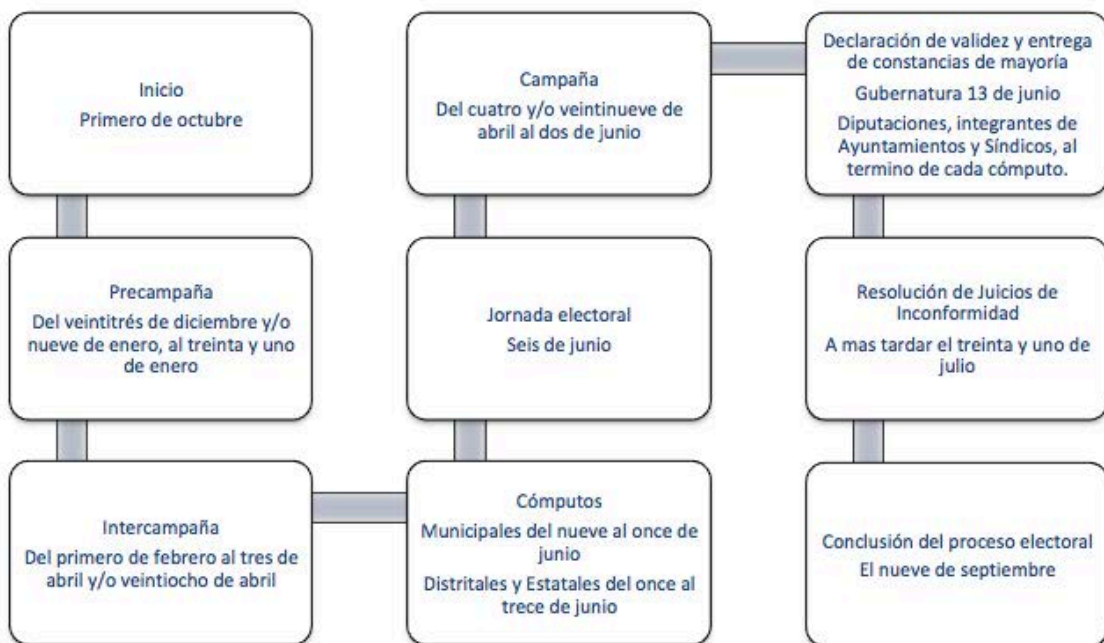 Inicio
Primero de octubre
Precampaña
Del veintitrés de diciembre y/o
nueve de enero, al treinta y uno
de enero
Intercampaña
Del primero de febrero al tres de
abril y/o veintiocho de abril
Cómputos
Municipales del nueve al once de
junio
Distritales y Estatales del once al
trece de junio
Jornada electoral
Seis de junio
Campaña
Del cuatro y/o veintinueve de
abril al dos de junio
Declaración de validez y entrega
de constancias de mayoría
Gubernatura 13 de junio
Diputaciones, integrantes de
Ayuntamientos y Síndicos, al
termino de cada cómputo.
Resolución de Juicios de
Inconformidad
A mas tardar el treinta y uno de
julio
Conclusión del proceso electoral
El nueve de septiembre